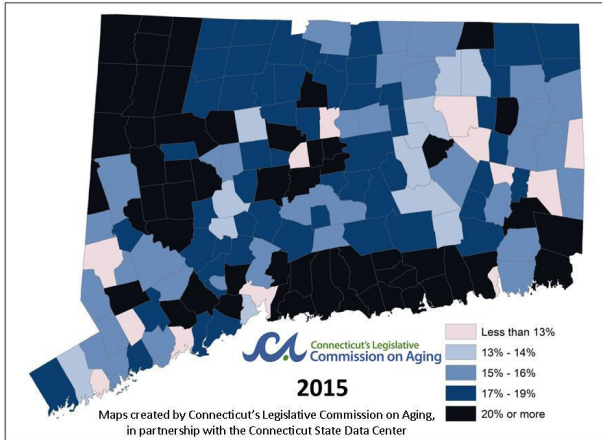 Connecticut's Legislative
Commission on Aging
2015
Maps created by Connecticut's Legislative Commission on Aging,
in partnership with the Connecticut State Data Center
Less than 13%
13% - 14%
15% - 16%
17% - 19%
20% or more